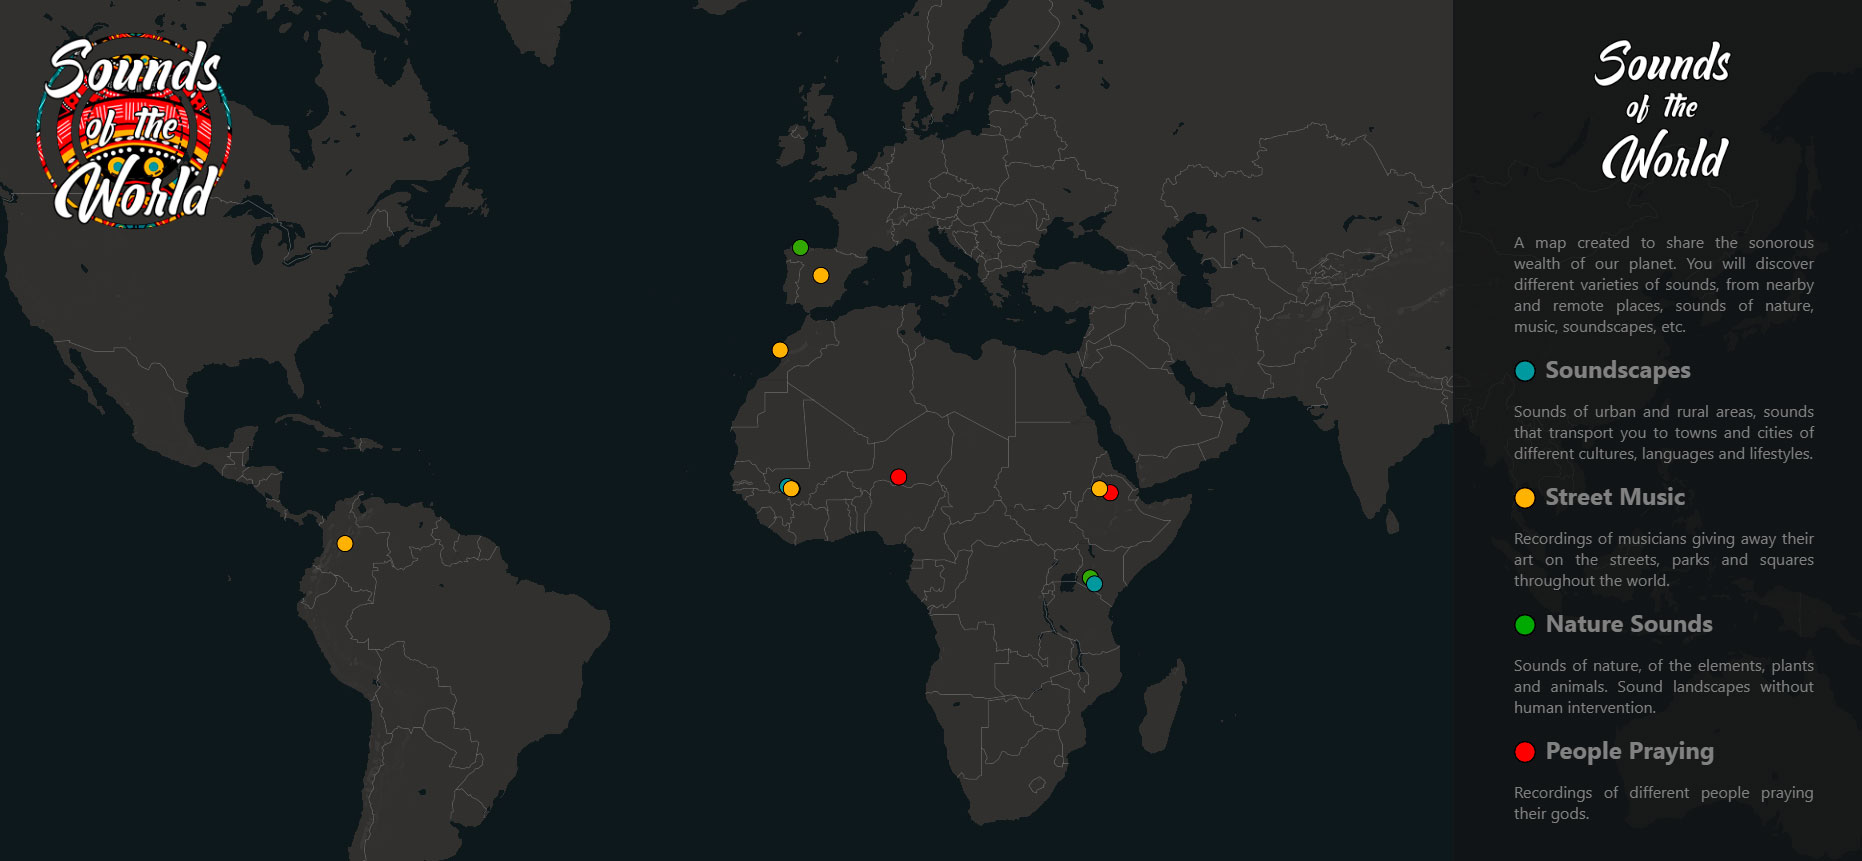 Sounds
of the
World
Sounds
of the
World
A map created to share the sonorous
wealth of our planet. You will discover
different varieties of sounds, from nearby
and remote places, sounds of nature,
music, soundscapes, etc.
Soundscapes
Sounds of urban and rural areas, sounds
that transport you to towns and cities of
different cultures, languages and lifestyles.
Street Music
Recordings of musicians giving away their
art on the streets, parks and squares
throughout the world.
Nature Sounds
Sounds of nature, of the elements, plants
and animals. Sound landscapes without
human intervention.
People Praying
Recordings of different people praying
their gods.